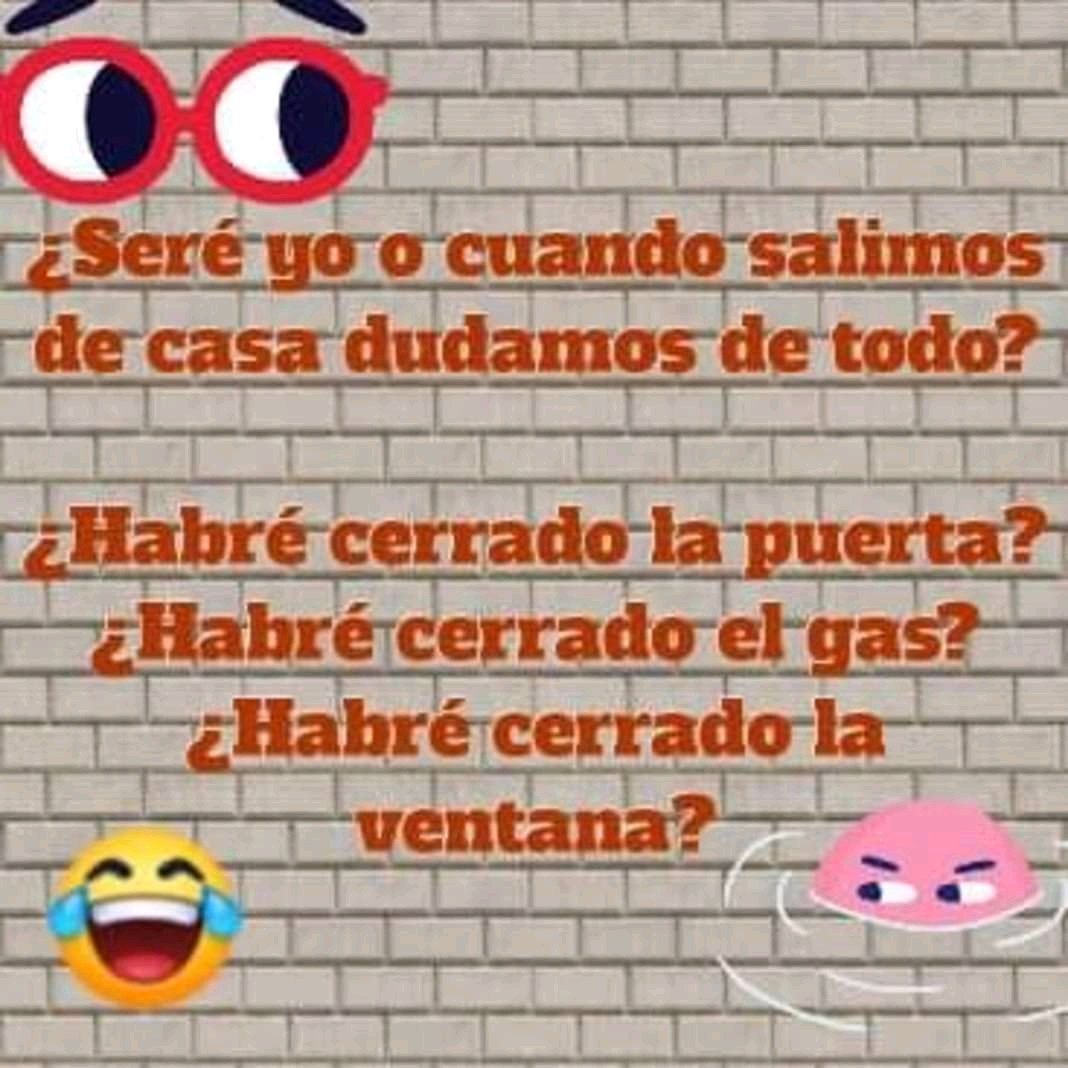 ¿Seré yo o cuando salimos
de casa dudamos de todo?
¿Habré cerrado la puerta?
¿Habré cerrado el gas?
¿Habré cerrado la
ventana?